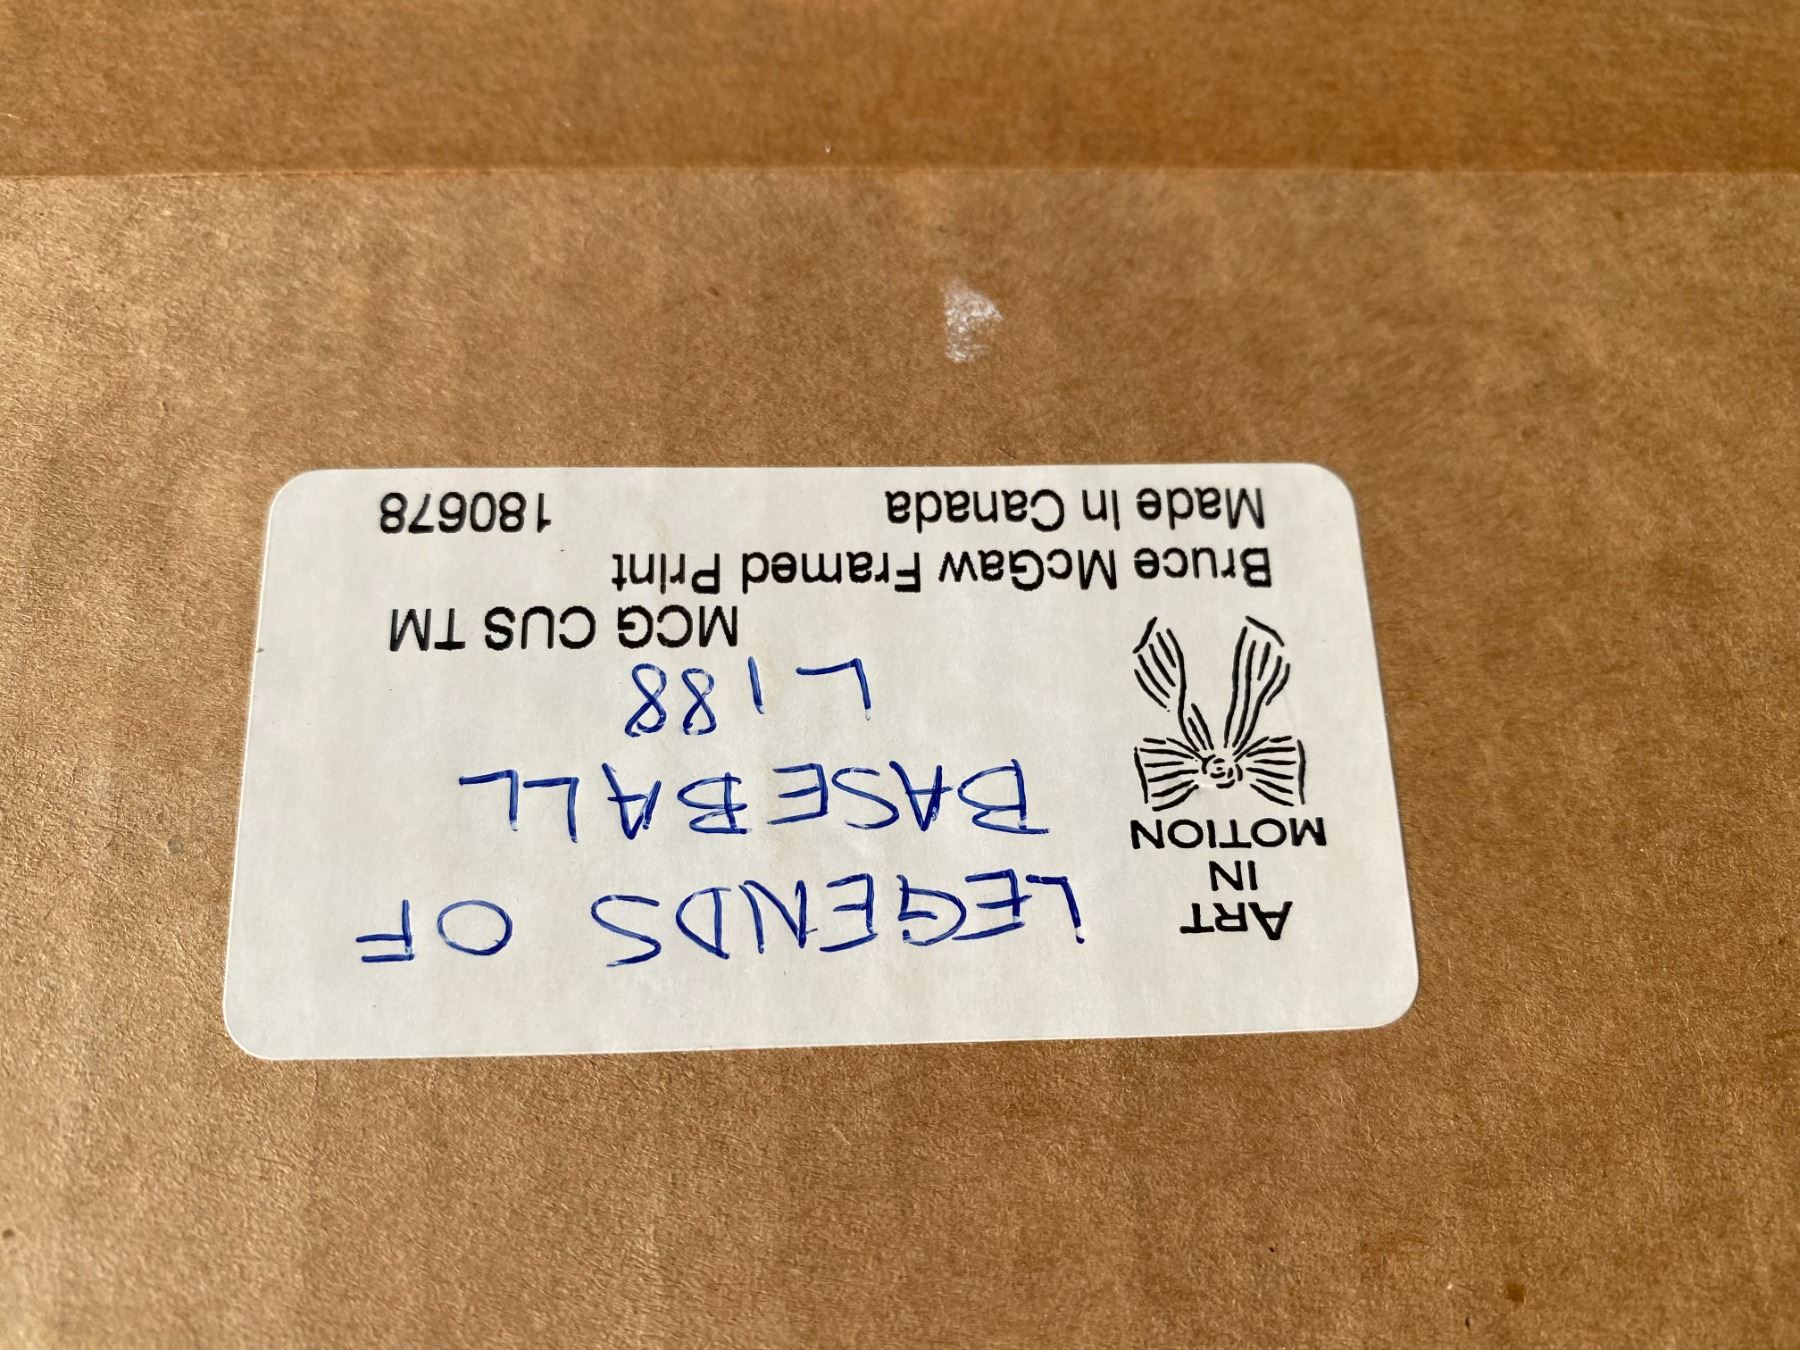 LEGENDS OF
BASEBALL
L188
ART
IN
MOTION
MCG CUS TM
Bruce McGaw Framed Print
Made In Canada 180678